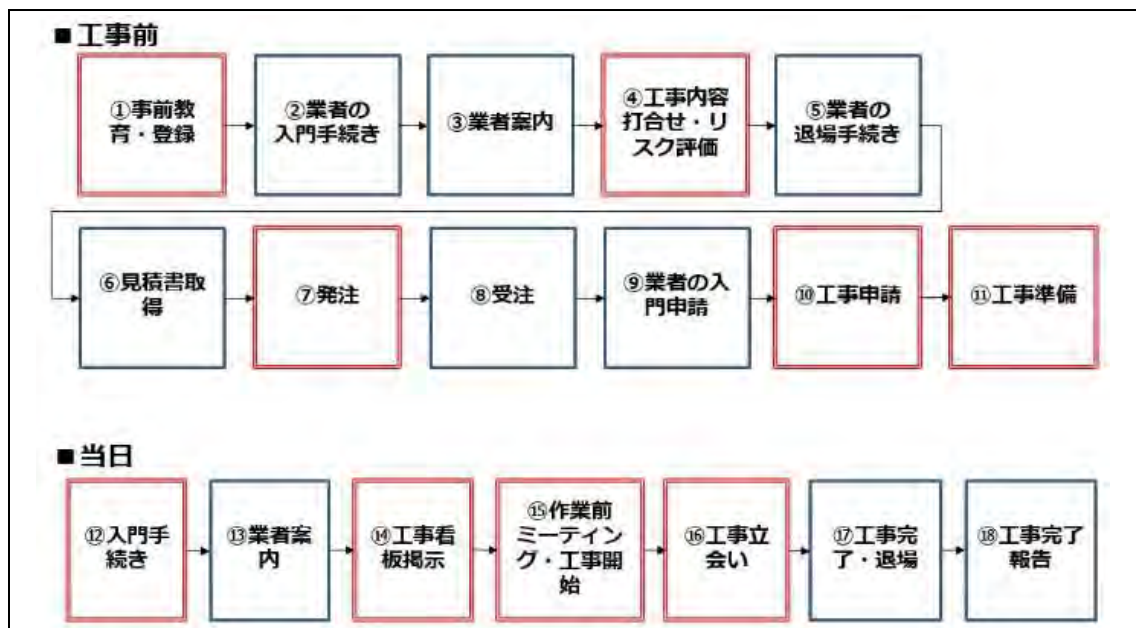 ■工事前
①事前教
育・登録
②業者の
入門手続き
③業者案内
④工事内容
打合せ・リ
スク評価
⑤業者の
退場手続き
⑥見積書取
得
⑦発注
⑧受注
⑨業者の入
門申請
⑩工事申請
⑪工事準備
■当日
⑫入門手
続き
⑬業者案
内
⑭工事看
板掲示
⑮作業前
ミーティン
グ・工事開
始
⑯工事立
会い
⑰工事完
了・退場
⑱工事完了
報告